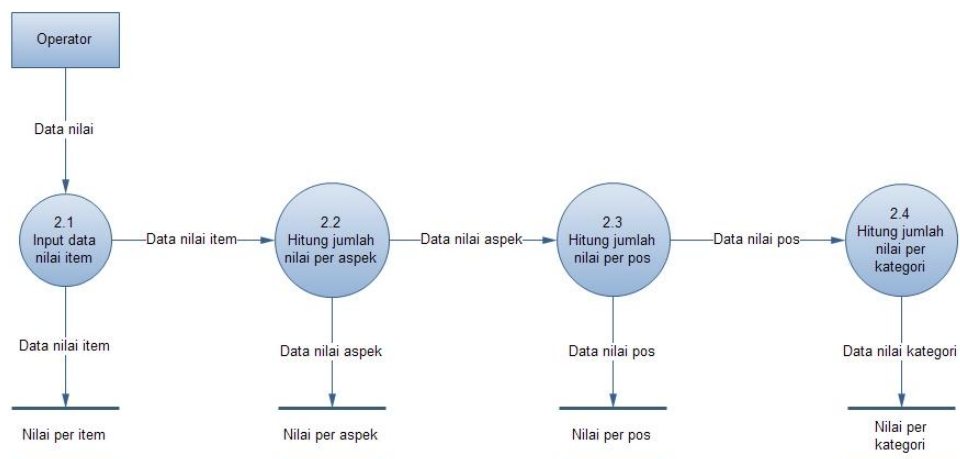 Operator
Data nilai
2.1
Input data
nilai item
Data nilai item
2.2
Hitung jumlah
nilai per aspek
Data nilai aspek
2.3
Hitung jumlah
nilai per pos
Data nilai pos
2.4
Hitung jumlah
nilai per
kategori
Data nilai item
Data nilai aspek
Data nilai pos
Data nilai kategori
Nilai per item
Nilai per aspek
Nilai per pos
Nilai per
kategori